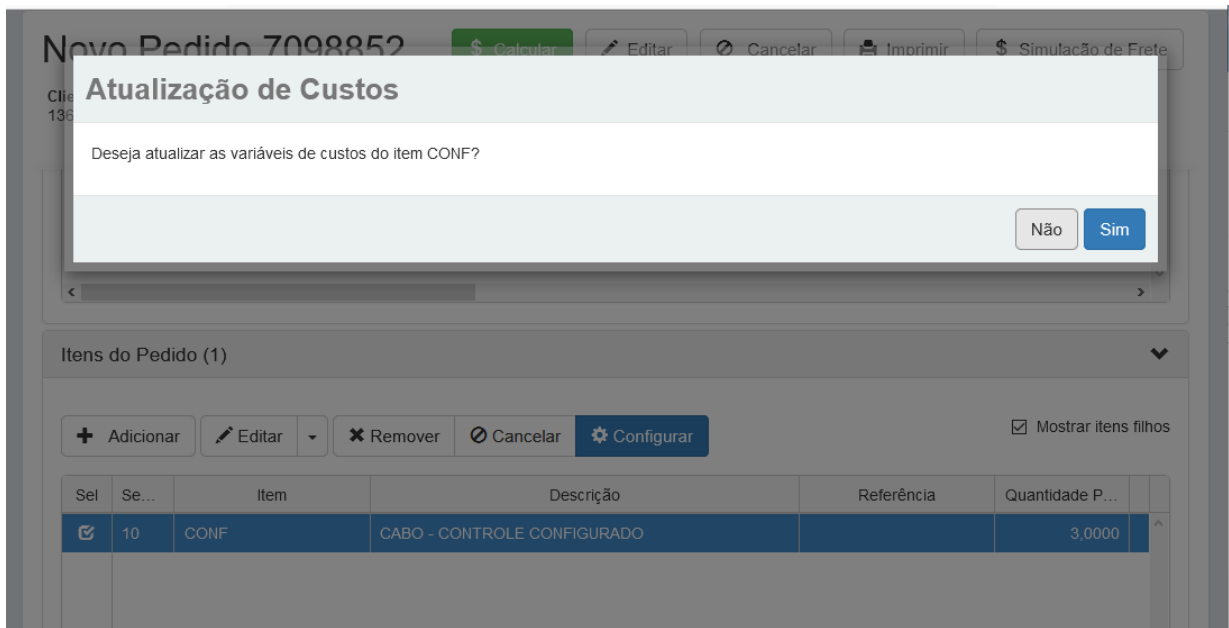 Novo Pedido 7098852
$ Calcular
Editar
Cancelar
Imprimir
$ Simulação de Frete
Clie
136
Atualização de Custos
Deseja atualizar as variáveis de custos do item CONF?
Não
Sim
Itens do Pedido (1)
Adicionar
Editar
Remover
Cancelar
Configurar
Mostrar itens filhos
Sel Se... Item Descrição Referência Quantidade P...
10 CONF CABO - CONTROLE CONFIGURADO 3,0000